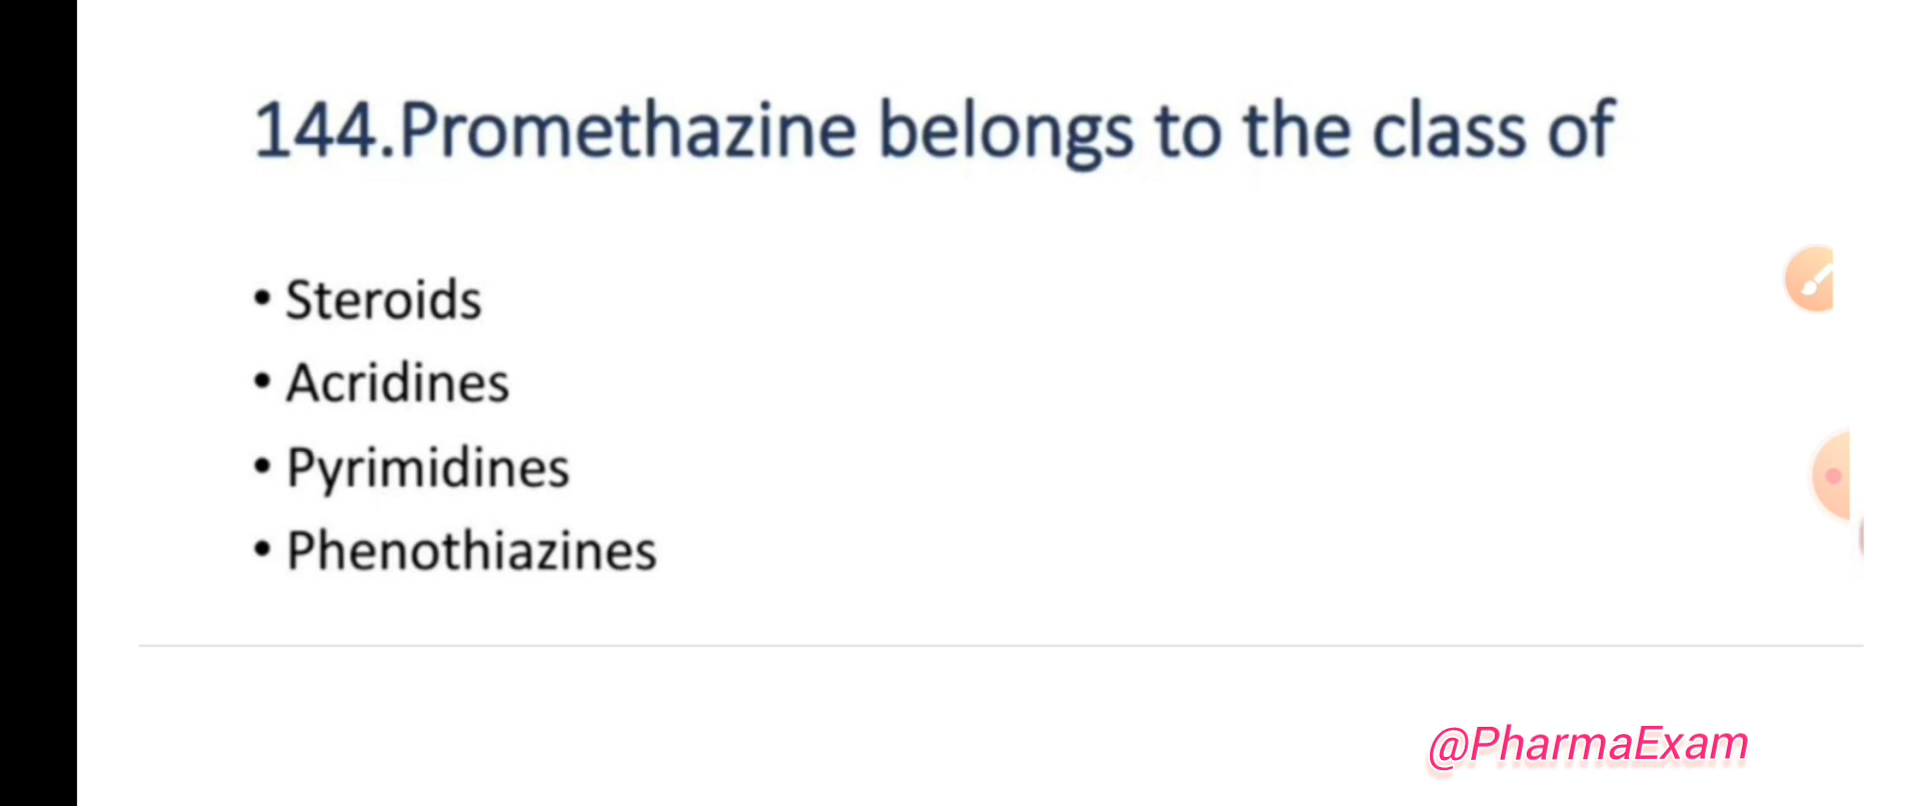 144.Promethazine belongs to the class of
• Steroids
• Acridines
• Pyrimidines
• Phenothiazines
@PharmaExam